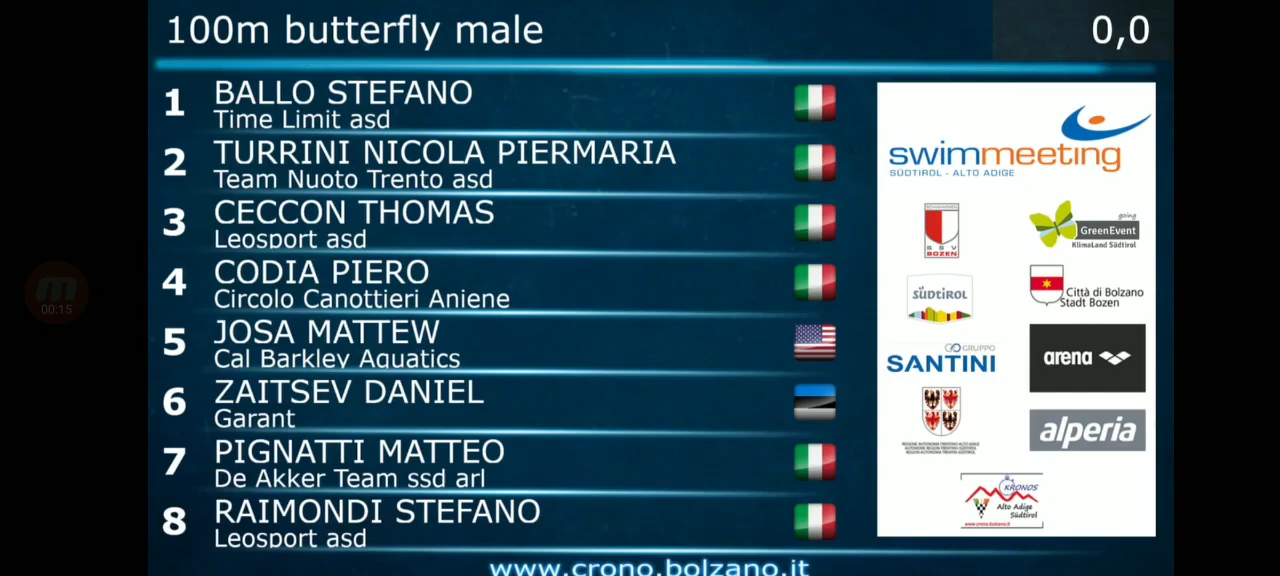 100m butterfly male
0,0
1
BALLO STEFANO
Time Limit asd
2
TURRINI NICOLA PIERMARIA
Team Nuoto Trento asd
3
CECCON THOMAS
Leosport asd
4
CODIA PIERO
Circolo Canottieri Aniene
5
JOSA MATTEW
Cal Barkley Aquatics
6
ZAITSEV DANIEL
Garant
7
PIGNATTI MATTEO
De Akker Team ssd arl
8
RAIMONDI STEFANO
Leosport asd
www.crono.bolzano.it
swimmeeting
SÜDTIROL - ALTO ADIGE
SSV
BOZEN
going
GreenEvent
KlimaLand Südtirol
SÜDTIROL
Città di Bolzano
Stadt Bozen
GRUPPO
SANTINI
arena
alperia
KRONOS
Alto Adige
Südtirol
www.crono.bolzano.it
00:15